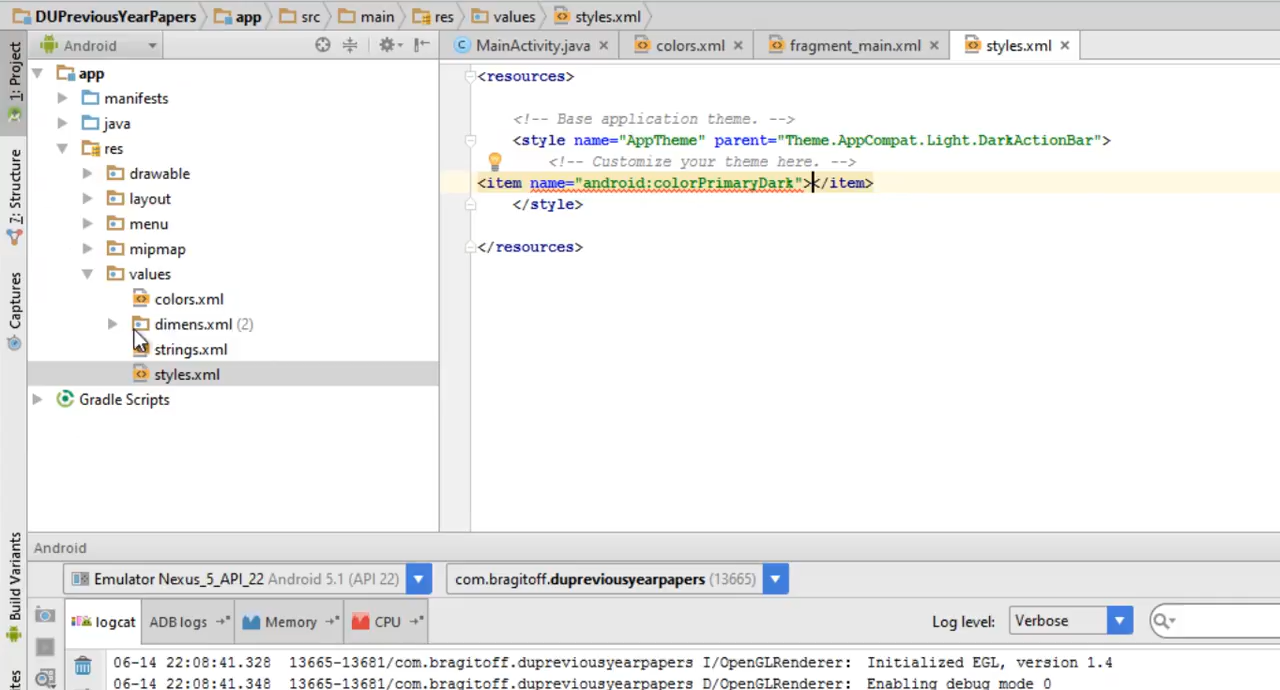 DUPreviousYearPapers app src main res values styles.xml
1: Project
7: Structure
Captures
Build Variants
Android
app
manifests
java
res
drawable
layout
menu
mipmap
values
colors.xml
dimens.xml (2)
strings.xml
styles.xml
Gradle Scripts
MainActivity.java × colors.xml × fragment_main.xml × styles.xml ×
<resources>
<!-- Base application theme. -->
<style name="AppTheme" parent="Theme.AppCompat.Light.DarkActionBar">
<!-- Customize your theme here. -->
<item name="android:colorPrimaryDark"></item>
</style>
</resources>
Android
Emulator Nexus_5_API_22 Android 5.1 (API 22) com.bragitoff.dupreviousyearpapers (13665)
logcat ADB logs Memory CPU Log level: Verbose
06-14 22:08:41.328 13665-13681/com.bragitoff.dupreviousyearpapers I/OpenGLRenderer: Initialized EGL, version 1.4
06-14 22:08:41.348 13665-13681/com.bragitoff.dupreviousyearpapers D/OpenGLRenderer: Enabling debug mode 0